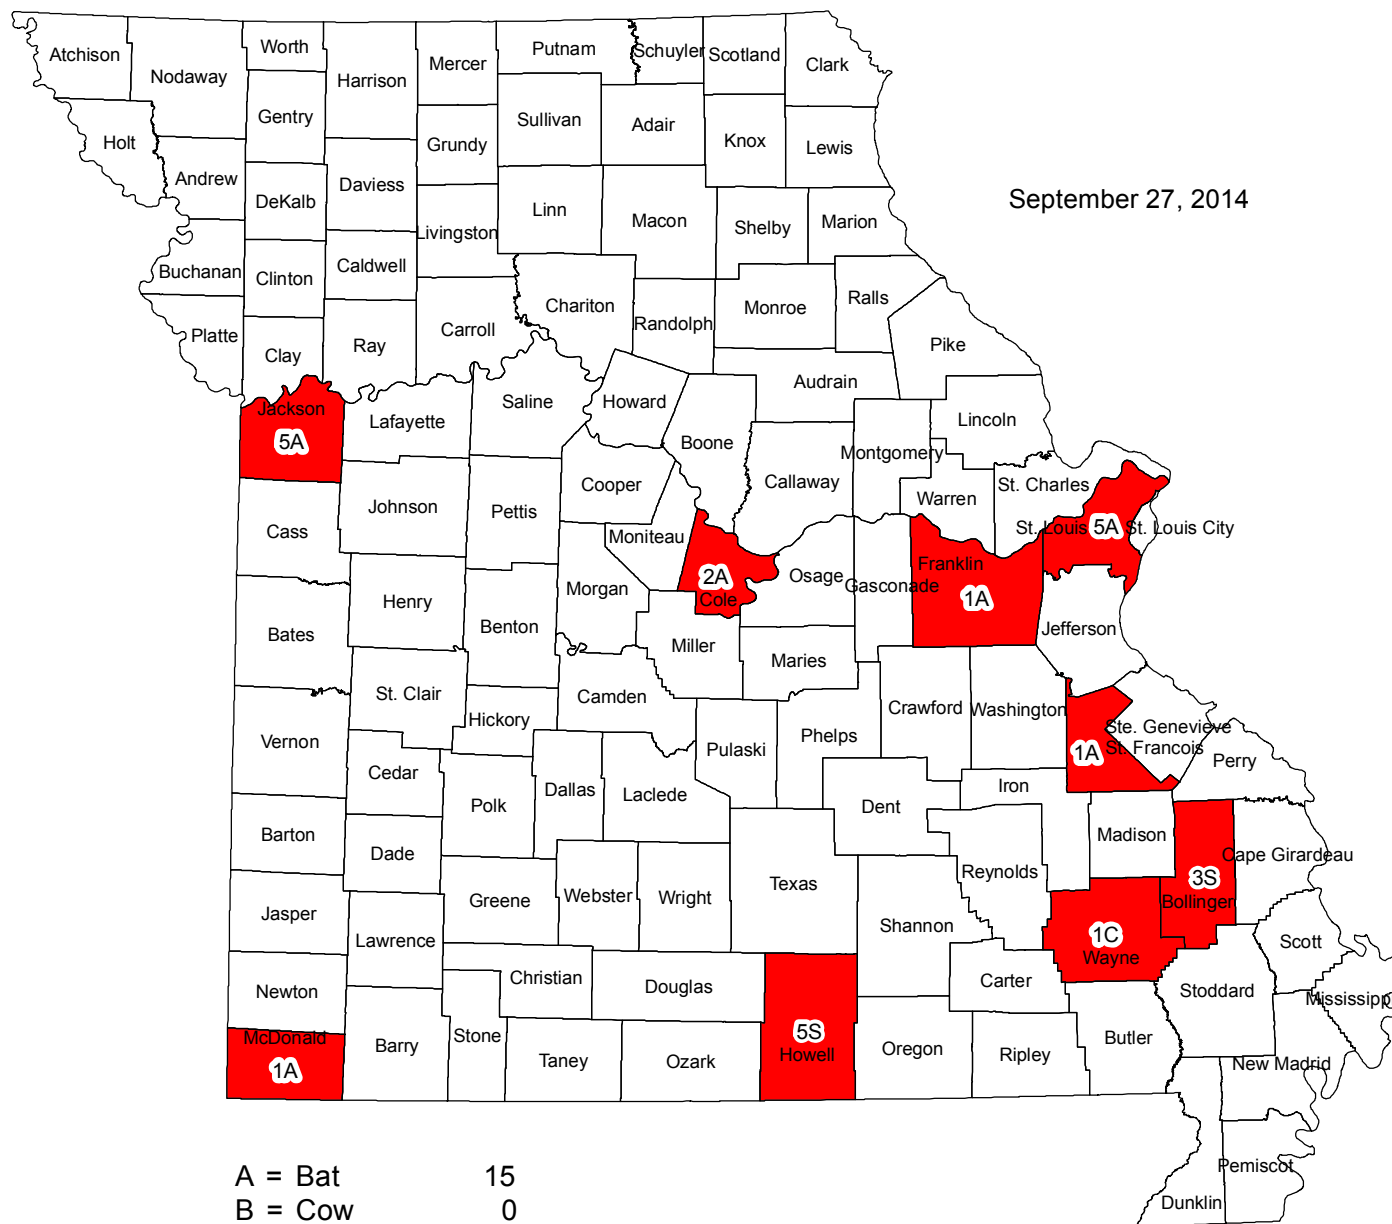 Atchison
Nodaway
Worth
Harrison
Mercer
Putnam
Schuyler
Scotland
Clark
Holt
Gentry
Sullivan
Adair
Knox
Lewis
Grundy
Andrew
DeKalb
Daviess
Livingston
Linn
Macon
Shelby
Marion
September 27, 2014
Buchanan
Clinton
Caldwell
Chariton
Randolph
Monroe
Ralls
Platte
Clay
Ray
Carroll
Pike
Audrain
Jackson
5A
Lafayette
Saline
Howard
Boone
Lincoln
Callaway
Montgomery
Warren
St. Charles
Cooper
Johnson
Pettis
Cass
Moniteau
St. Louis
5A
St. Louis City
2A
Cole
Osage
Gasconade
Franklin
1A
Morgan
Henry
Benton
Bates
Miller
Maries
Jefferson
St. Clair
Camden
Hickory
Crawford
Washington
Vernon
Pulaski
Phelps
Ste. Genevieve
St. Francois
1A
Perry
Cedar
Polk
Dallas
Laclede
Dent
Iron
Barton
Dade
Madison
Cape Girardeau
Reynolds
3S
Bollinger
Jasper
Greene
Webster
Wright
Texas
Shannon
Lawrence
1C
Wayne
Scott
Newton
Christian
Douglas
Carter
Stoddard
Mississippi
McDonald
1A
Barry
Stone
Taney
Ozark
5S
Howell
Oregon
Ripley
Butler
New Madrid
Pemiscot
Dunklin
A = Bat 15
B = Cow 0